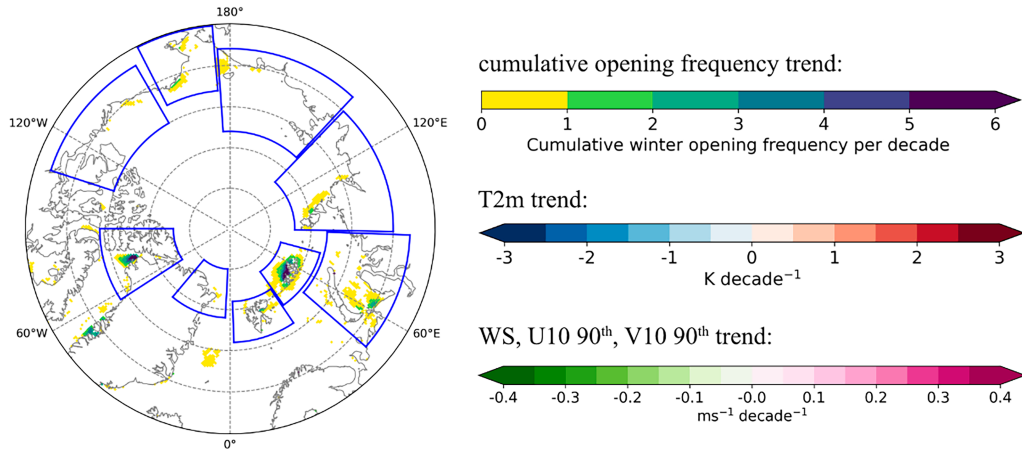 180°
120°W
120°E
60°W
60°E
0°
cumulative opening frequency trend:
0 1 2 3 4 5 6
Cumulative winter opening frequency per decade
T2m trend:
-3 -2 -1 0 1 2 3
K decade⁻¹
WS, U10 90ᵗʰ, V10 90ᵗʰ trend:
-0.4 -0.3 -0.2 -0.1 -0.0 0.1 0.2 0.3 0.4
ms⁻¹ decade⁻¹